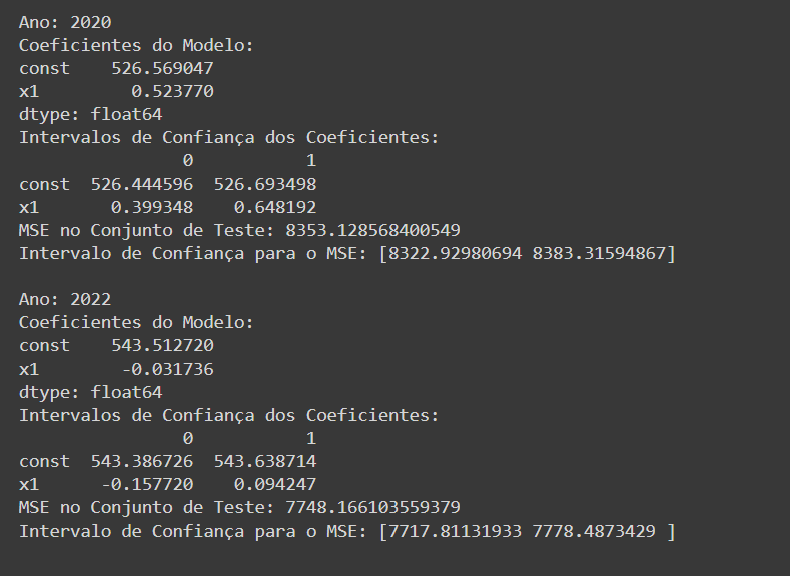 Ano: 2020
Coeficientes do Modelo:
const    526.569047
x1         0.523770
dtype: float64
Intervalos de Confiança dos Coeficientes:
                0           1
const  526.444596  526.693498
x1       0.399348    0.648192
MSE no Conjunto de Teste: 8353.128568400549
Intervalo de Confiança para o MSE: [8322.92980694 8383.31594867]

Ano: 2022
Coeficientes do Modelo:
const    543.512720
x1        -0.031736
dtype: float64
Intervalos de Confiança dos Coeficientes:
                0           1
const  543.386726  543.638714
x1      -0.157720    0.094247
MSE no Conjunto de Teste: 7748.166103559379
Intervalo de Confiança para o MSE: [7717.81131933 7778.4873429 ]